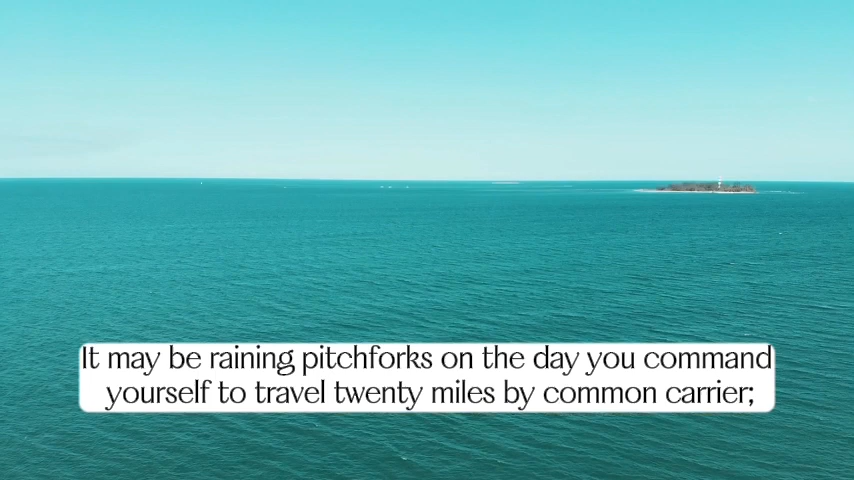 It may be raining pitchforks on the day you command
yourself to travel twenty miles by common carrier;